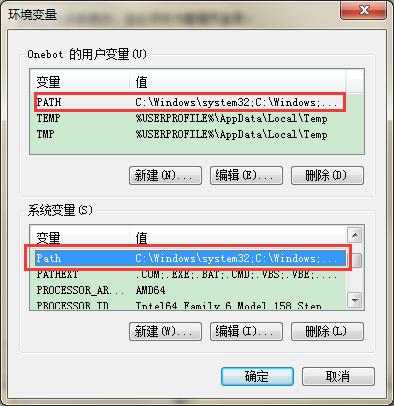 环境变量
Onebot 的用户变量(U)
变量 值
PATH C:\Windows\system32;C:\Windows;...
TEMP %USERPROFILE%\AppData\Local\Temp
TMP %USERPROFILE%\AppData\Local\Temp
新建(N)... 编辑(E)... 删除(D)
系统变量(S)
变量 值
Path C:\Windows\system32;C:\Windows;...
PATHEXT .COM;.EXE;.BAT;.CMD;.VBS;.VBE;....
PROCESSOR_AR... AMD64
PROCESSOR_ID Intel64 Family 6 Model 158 Step
新建(W)... 编辑(I)... 删除(L)
确定 取消